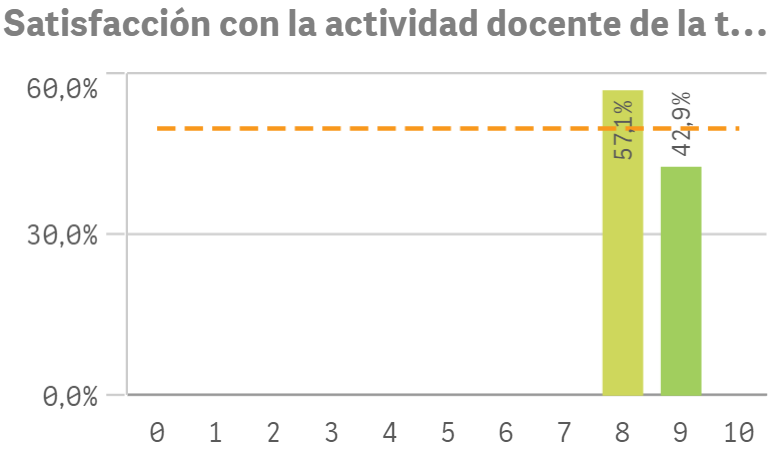 Satisfacción con la actividad docente de la t...
60,0%
57,1%
42,9%
30,0%
0,0%
0 1 2 3 4 5 6 7 8 9 10